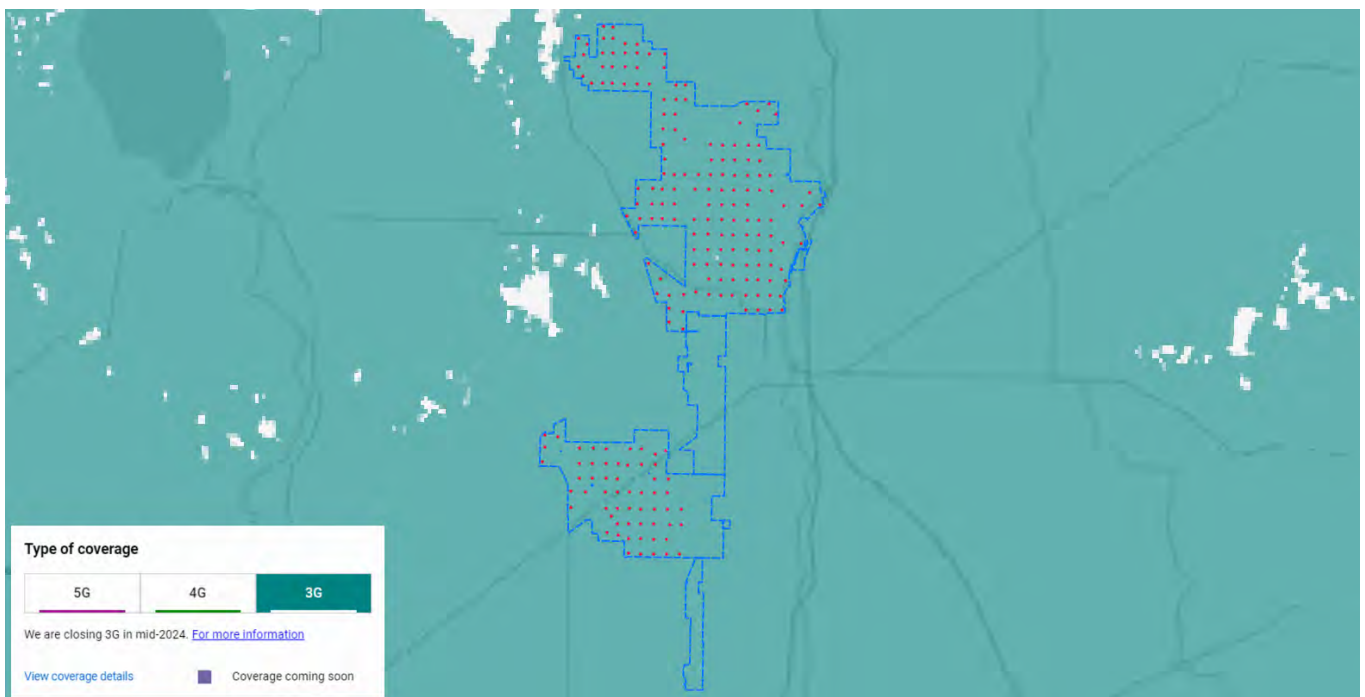 Type of coverage
5G 4G 3G
We are closing 3G in mid-2024. For more information
View coverage details Coverage coming soon